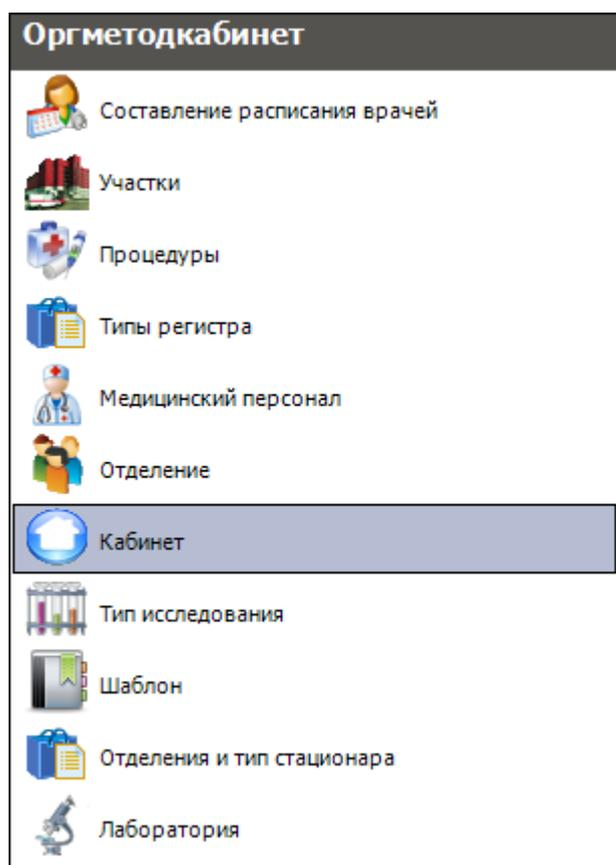 Оргметодкабинет
Составление расписания врачей
Участки
Процедуры
Типы регистра
Медицинский персонал
Отделение
Кабинет
Тип исследования
Шаблон
Отделения и тип стационара
Лаборатория